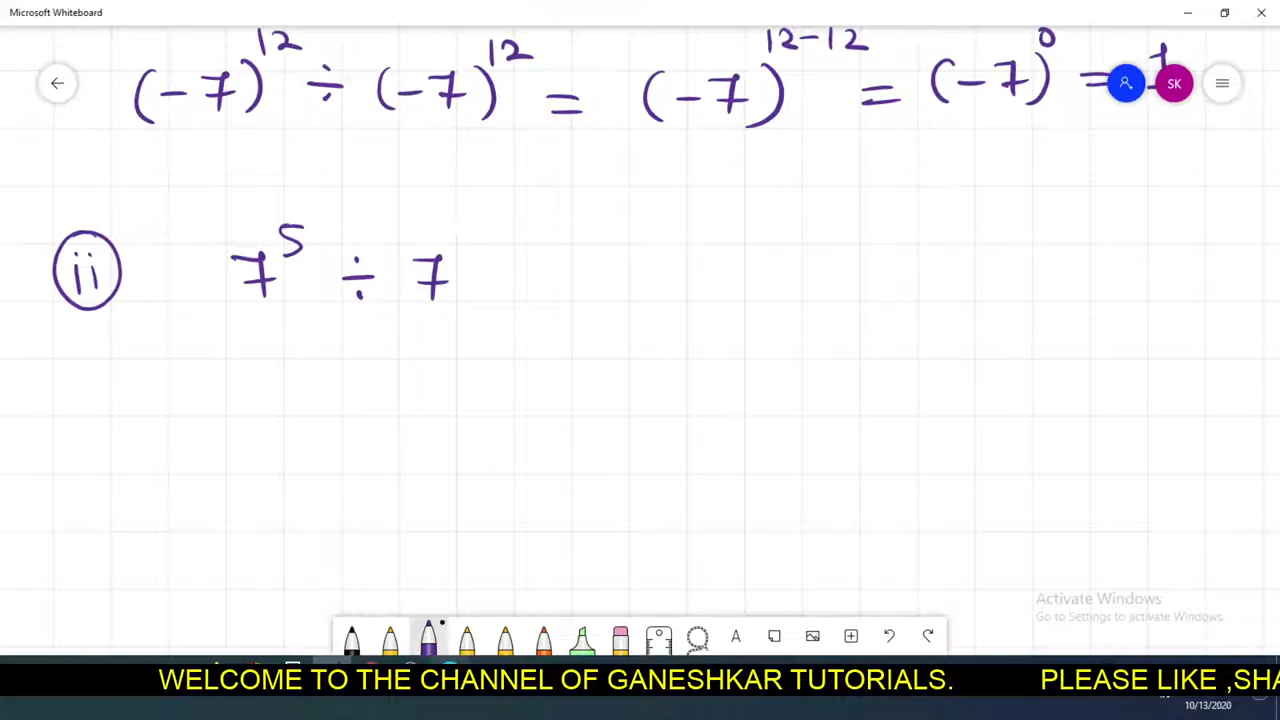 Microsoft Whiteboard
(-7)^12 ÷ (-7)^12 = (-7)^12-12 = (-7)^0 = 1
SK
ii 7^5 ÷ 7
Activate Windows
Go to Settings to activate Windows.
A
WELCOME TO THE CHANNEL OF GANESHKAR TUTORIALS. PLEASE LIKE ,SHA
10/13/2020